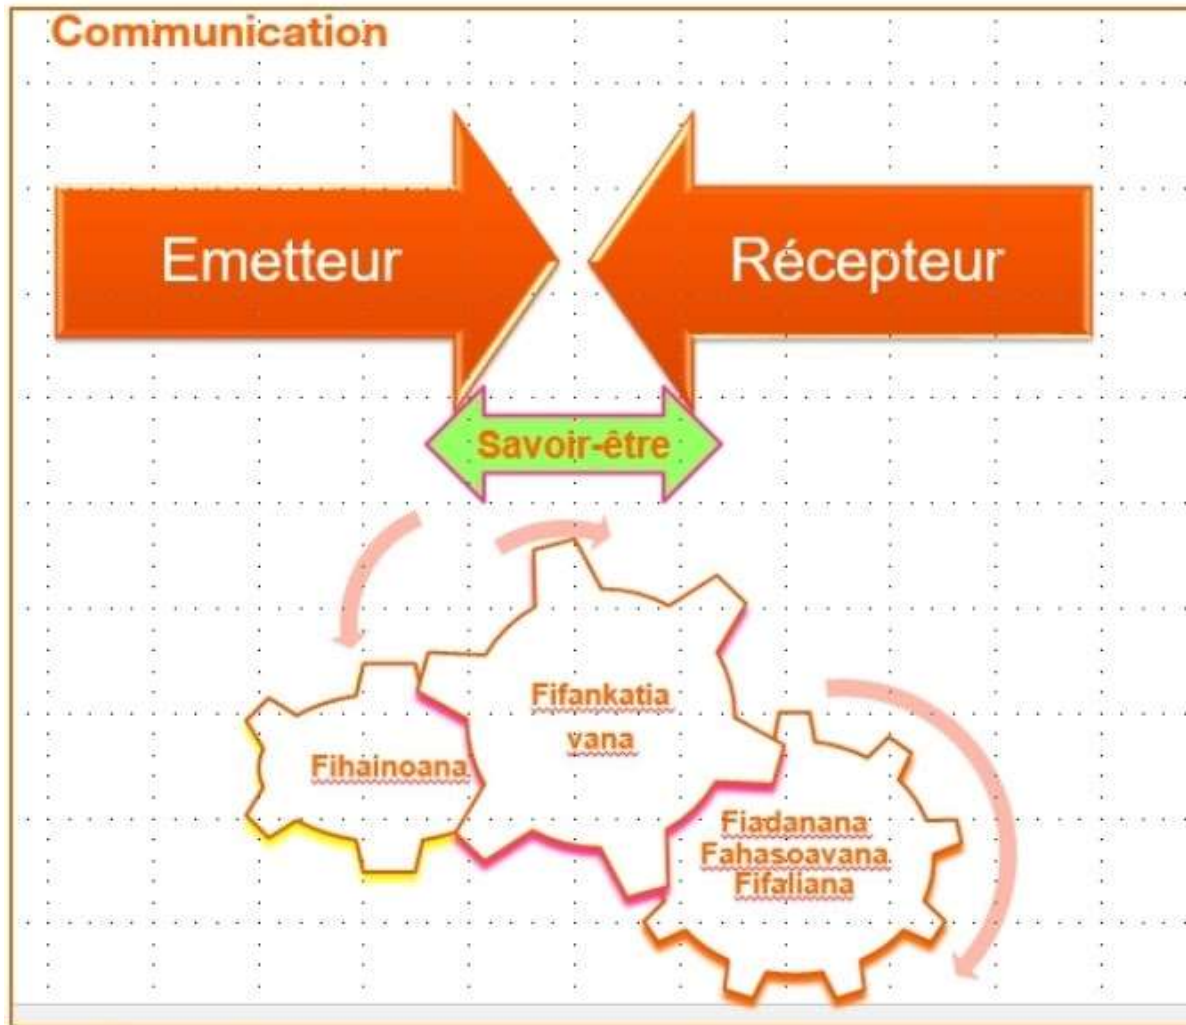 Communication
Emetteur
Récepteur
Savoir-être
Fifankatia
vana
Fihainoana
Fiadanana
Fahasoavana
Fifaliana